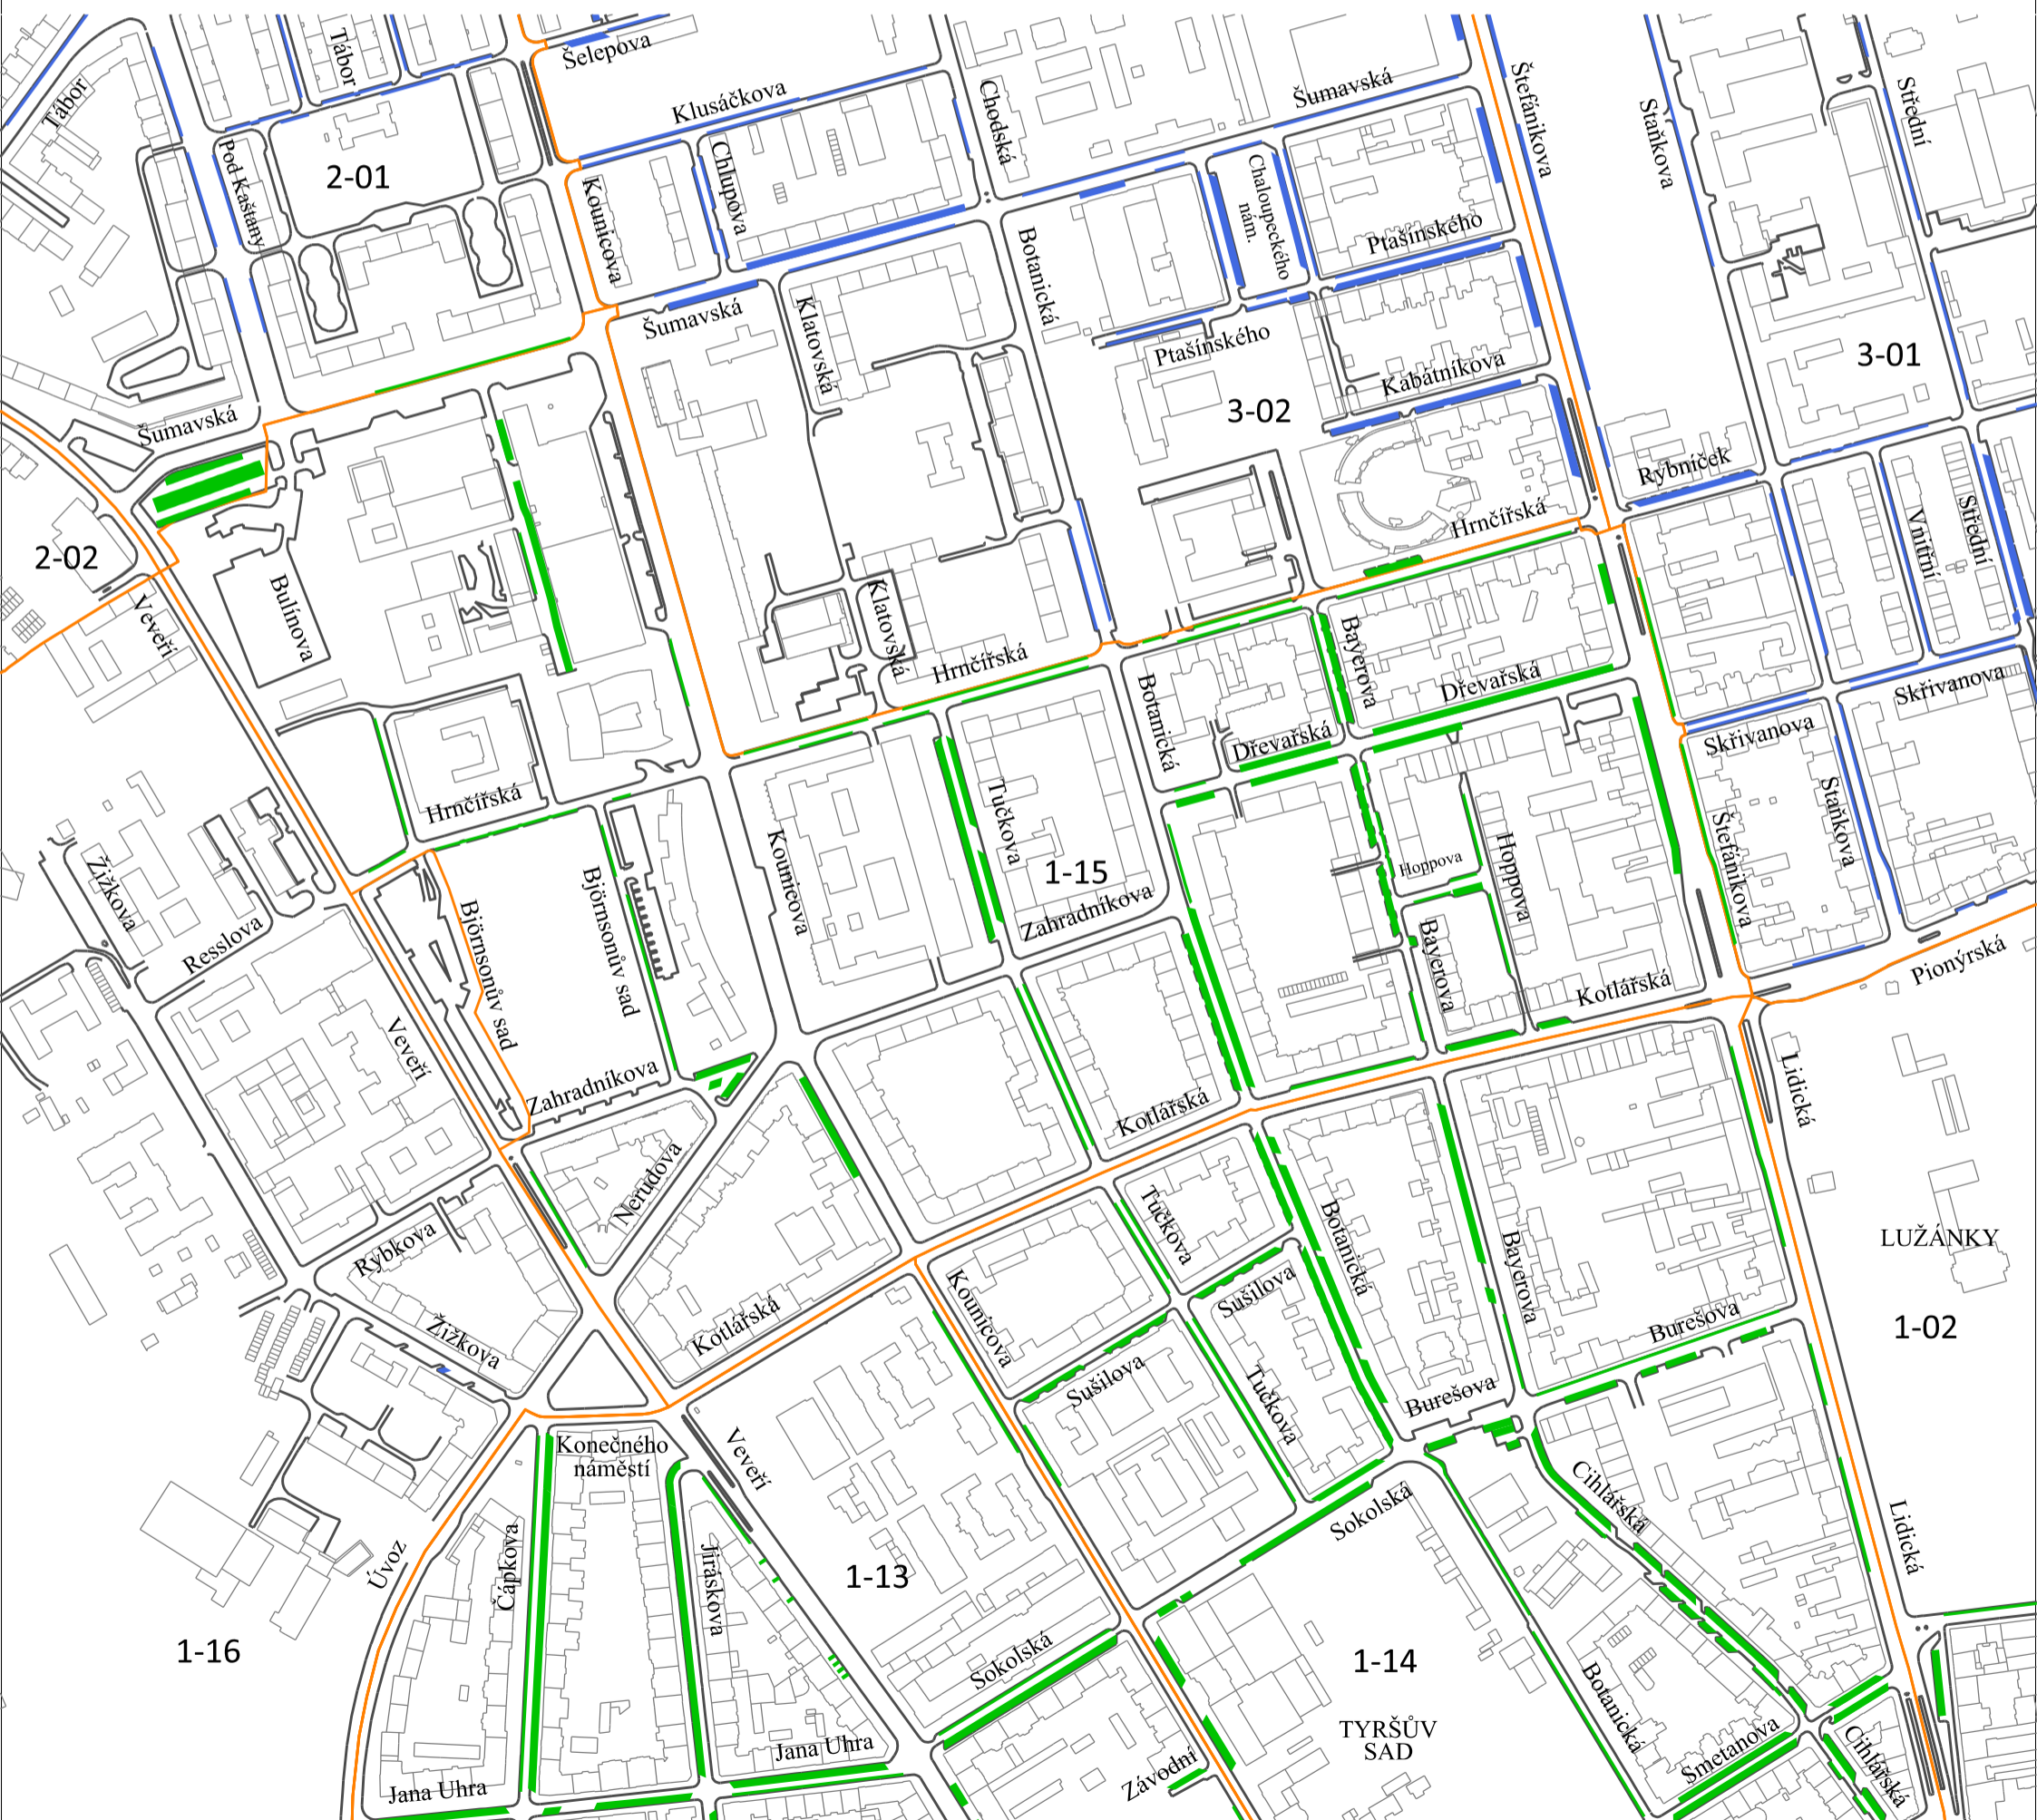 Šelepova
Tábor
Tábor
Klusáčkova
Chodská
Šumavská
Štefánikova
Staňkova
Střední
Pod Kaštany
2-01
Kounicova
Chlupova
Chaloupeckého
nám.
Ptašínského
Botanická
Šumavská
Klatovská
Ptašínského
Kabátníkova
3-01
3-02
Šumavská
Rybníček
Hrnčířská
Vnitřní
Střední
2-02
Veveří
Bulínova
Klatovská
Hrnčířská
Bayerova
Botanická
Dřevařská
Dřevařská
Skřivanova
Skřivanova
Hrnčířská
Tučkova
Kounicova
Hoppova
Hoppova
Staňkova
Štefánikova
1-15
Zahradníkova
Žižkova
Resslova
Björnsonův sad
Björnsonův sad
Bayerova
Kotlářská
Pionýrská
Veveří
Zahradníkova
Kotlářská
Lidická
Nerudova
Rybkova
Tučkova
Botanická
Bayerova
LUŽÁNKY
Sušilova
Kounicova
Kotlářská
Žižkova
Burešova
1-02
Sušilova
Tučkova
Burešova
Konečného
náměstí
Veveří
Sokolská
Cihlářská
Lidická
Úvoz
Čápkova
Jiráskova
1-13
1-16
Sokolská
1-14
Botanická
TYRŠŮV
SAD
Jana Uhra
Závodní
Smetanova
Cihlářská
Jana Uhra